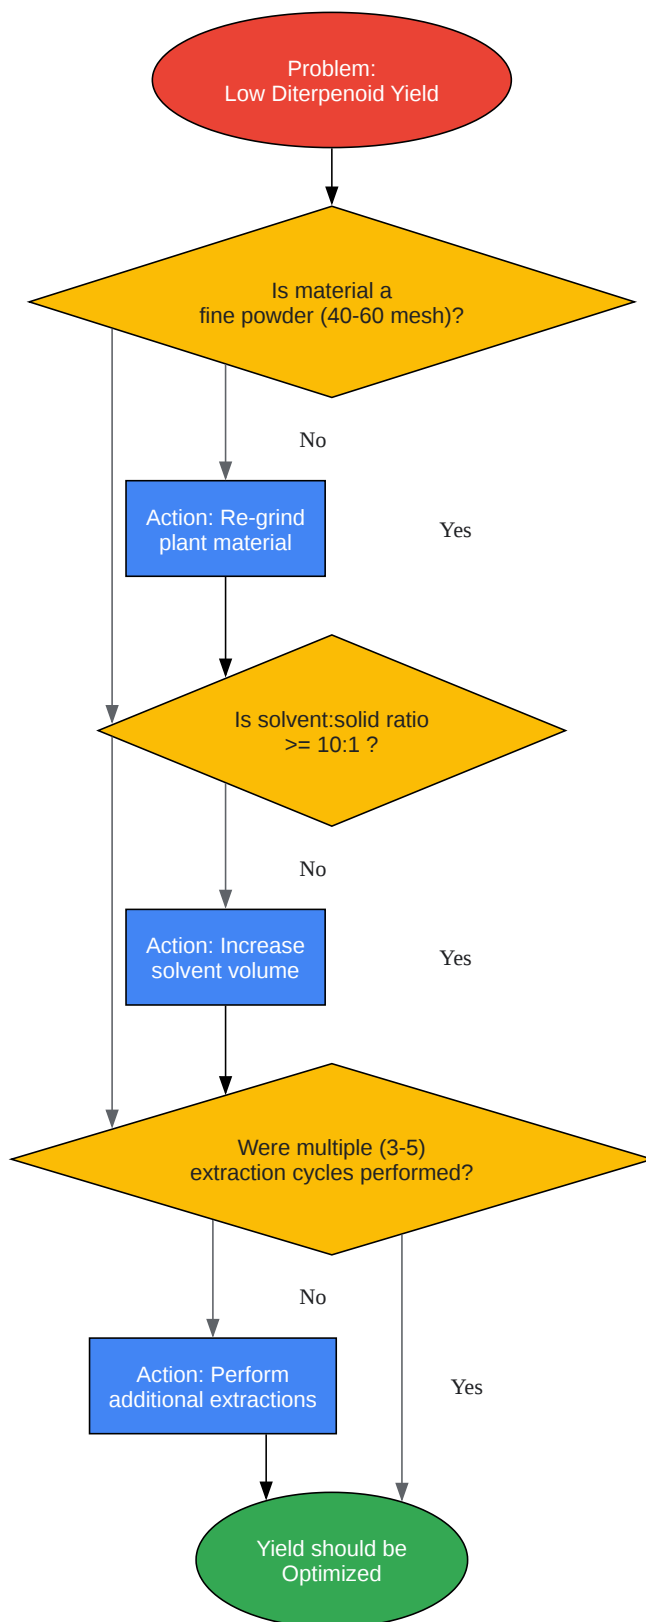 Problem:
Low Diterpenoid Yield
Is material a
fine powder (40-60 mesh)?
No
Action: Re-grind
plant material
Yes
Is solvent:solid ratio
>= 10:1 ?
No
Action: Increase
solvent volume
Yes
Were multiple (3-5)
extraction cycles performed?
No
Action: Perform
additional extractions
Yes
Yield should be
Optimized